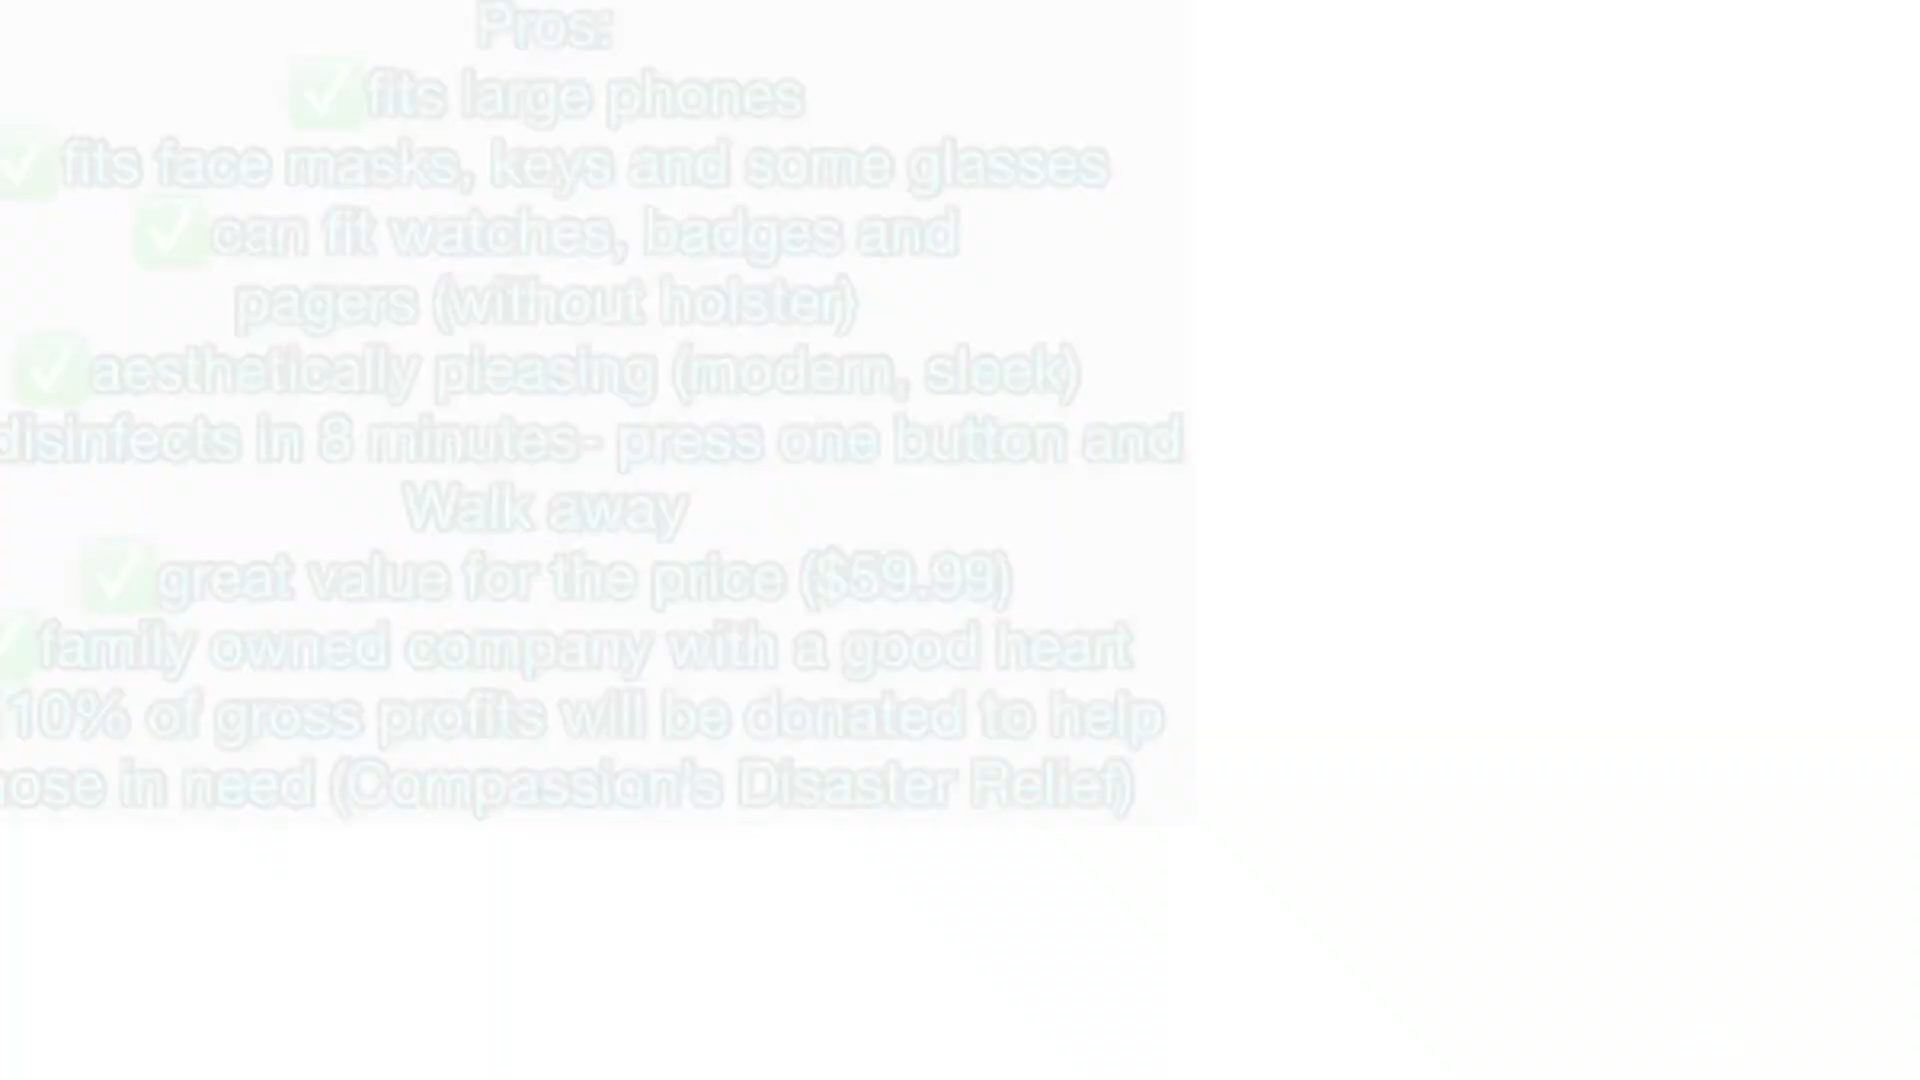 Pros:
✅fits large phones
✅fits face masks, keys and some glasses
✅can fit watches, badges and
pagers (without holster)
✅aesthetically pleasing (modern, sleek)
disinfects in 8 minutes- press one button and
Walk away
✅great value for the price ($59.99)
✅family owned company with a good heart
10% of gross profits will be donated to help
in need (Compassion's Disaster Relief)